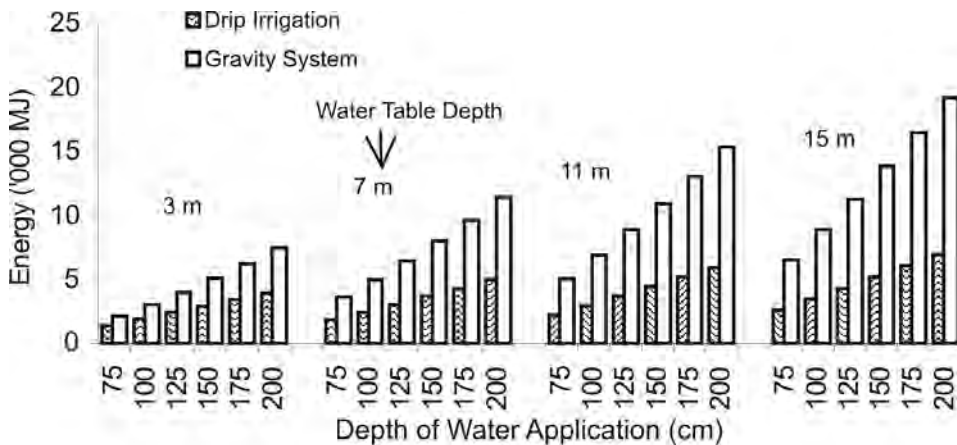 25
20
15
10
5
0
Energy ('000 MJ)
Drip Irrigation
Gravity System
Water Table Depth
3 m
7 m
11 m
15 m
75 100 125 150 175 200 75 100 125 150 175 200 75 100 125 150 175 200 75 100 125 150 175 200
Depth of Water Application (cm)